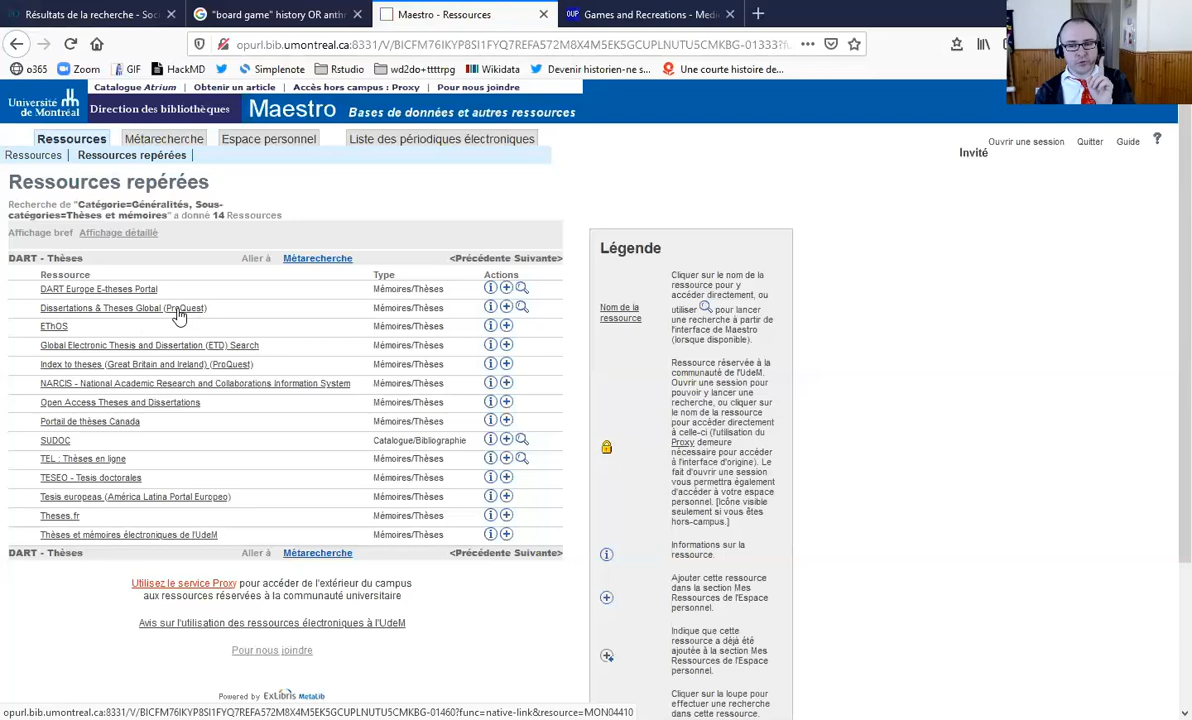 Résultats de la recherche - Soc
"board game" history OR anthr
Maestro - Ressources
Games and Recreations - Medie
opurl.bib.umontreal.ca:8331/V/BICFM76IKYP8SI1FYQ7REFA572M8X4M5EK5GCUPLNUTU5CMKBG-01333?fu
o365
Zoom
GIF
HackMD
Simplenote
Rstudio
wd2do+ttttrpg
Wikidata
Devenir historien-ne s...
Une courte histoire de...
Catalogue Atrium | Obtenir un article | Accès hors campus : Proxy | Pour nous joindre
Université de Montréal
Direction des bibliothèques
Maestro Bases de données et autres ressources
Ressources Métarecherche Espace personnel Liste des périodiques électroniques
Ouvrir une session Quitter Guide ?
Ressources | Ressources repérées |
Invité
Ressources repérées
Recherche de "Catégorie=Généralités, Sous-
catégories=Thèses et mémoires" a donné 14 Ressources
Affichage bref Affichage détaillé
DART - Thèses Aller à Métarecherche <Précédente Suivante>
Ressource Type Actions
DART Europe E-theses Portal Mémoires/Thèses
Dissertations & Theses Global (ProQuest) Mémoires/Thèses
EThOS Mémoires/Thèses
Global Electronic Thesis and Dissertation (ETD) Search Mémoires/Thèses
Index to theses (Great Britain and Ireland) (ProQuest) Mémoires/Thèses
NARCIS - National Academic Research and Collaborations Information System Mémoires/Thèses
Open Access Theses and Dissertations Mémoires/Thèses
Portail de thèses Canada Mémoires/Thèses
SUDOC Catalogue/Bibliographie
TEL : Thèses en ligne Mémoires/Thèses
TESEO - Tesis doctorales Mémoires/Thèses
Tesis europeas (América Latina Portal Europeo) Mémoires/Thèses
Theses.fr Mémoires/Thèses
Thèses et mémoires électroniques de l'UdeM Mémoires/Thèses
DART - Thèses Aller à Métarecherche <Précédente Suivante>
Utilisez le service Proxy pour accéder de l'extérieur du campus
aux ressources réservées à la communauté universitaire
Avis sur l'utilisation des ressources électroniques à l'UdeM
Pour nous joindre
Powered by ExLibris MetaLib
Légende
Nom de la
ressource
Cliquer sur le nom de la
ressource pour y
accéder directement, ou
utiliser pour lancer
une recherche à partir de
l'interface de Maestro
(lorsque disponible).
Ressource réservée à la
communauté de l'UdeM.
Ouvrir une session pour
pouvoir y lancer une
recherche, ou cliquer sur
le nom de la ressource
pour accéder directement
à celle-ci (l'utilisation du
Proxy demeure
nécessaire pour accéder
à l'interface d'origine). Le
fait d'ouvrir une session
vous permettra également
d'accéder à votre espace
personnel. [Icône visible
seulement si vous êtes
hors-campus.]
Informations sur la
ressource.
Ajouter cette ressource
dans la section Mes
Ressources de l'Espace
personnel.
Indique que cette
ressource a déjà été
ajoutée à la section Mes
Ressources de l'Espace
personnel.
Cliquer sur la loupe pour
effectuer une recherche
dans cette ressource.
opurl.bib.umontreal.ca:8331/V/BICFM76IKYP8SI1FYQ7REFA572M8X4M5EK5GCUPLNUTU5CMKBG-01460?func=native-link&resource=MON04410